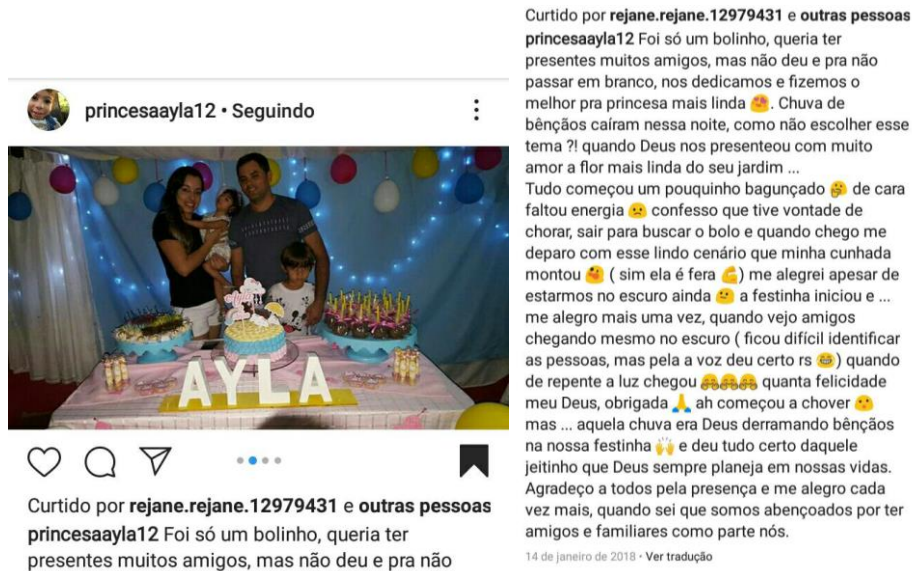 princesaayla12 • Seguindo
AYLA
Curtido por rejane.rejane.12979431 e outras pessoas
princesaayla12 Foi só um bolinho, queria ter
presentes muitos amigos, mas não deu e pra não
Curtido por rejane.rejane.12979431 e outras pessoas
princesaayla12 Foi só um bolinho, queria ter
presentes muitos amigos, mas não deu e pra não
passar em branco, nos dedicamos e fizemos o
melhor pra princesa mais linda 😍. Chuva de
bênçãos caíram nessa noite, como não escolher esse
tema ?! quando Deus nos presenteou com muito
amor a flor mais linda do seu jardim ...
Tudo começou um pouquinho bagunçado 🤔 de cara
faltou energia 😟 confesso que tive vontade de
chorar, sair para buscar o bolo e quando chego me
deparo com esse lindo cenário que minha cunhada
montou 😘 ( sim ela é fera 💪) me alegrei apesar de
estarmos no escuro ainda 😐 a festinha iniciou e ...
me alegro mais uma vez, quando vejo amigos
chegando mesmo no escuro ( ficou difícil identificar
as pessoas, mas pela a voz deu certo rs 😂) quando
de repente a luz chegou 🤗🤗🤗 quanta felicidade
meu Deus, obrigada 🙏 ah começou a chover 😮
mas ... aquela chuva era Deus derramando bênçãos
na nossa festinha 🙌 e deu tudo certo daquele
jeitinho que Deus sempre planeja em nossas vidas.
Agradeço a todos pela presença e me alegro cada
vez mais, quando sei que somos abençoados por ter
amigos e familiares como parte nós.
14 de janeiro de 2018 • Ver tradução